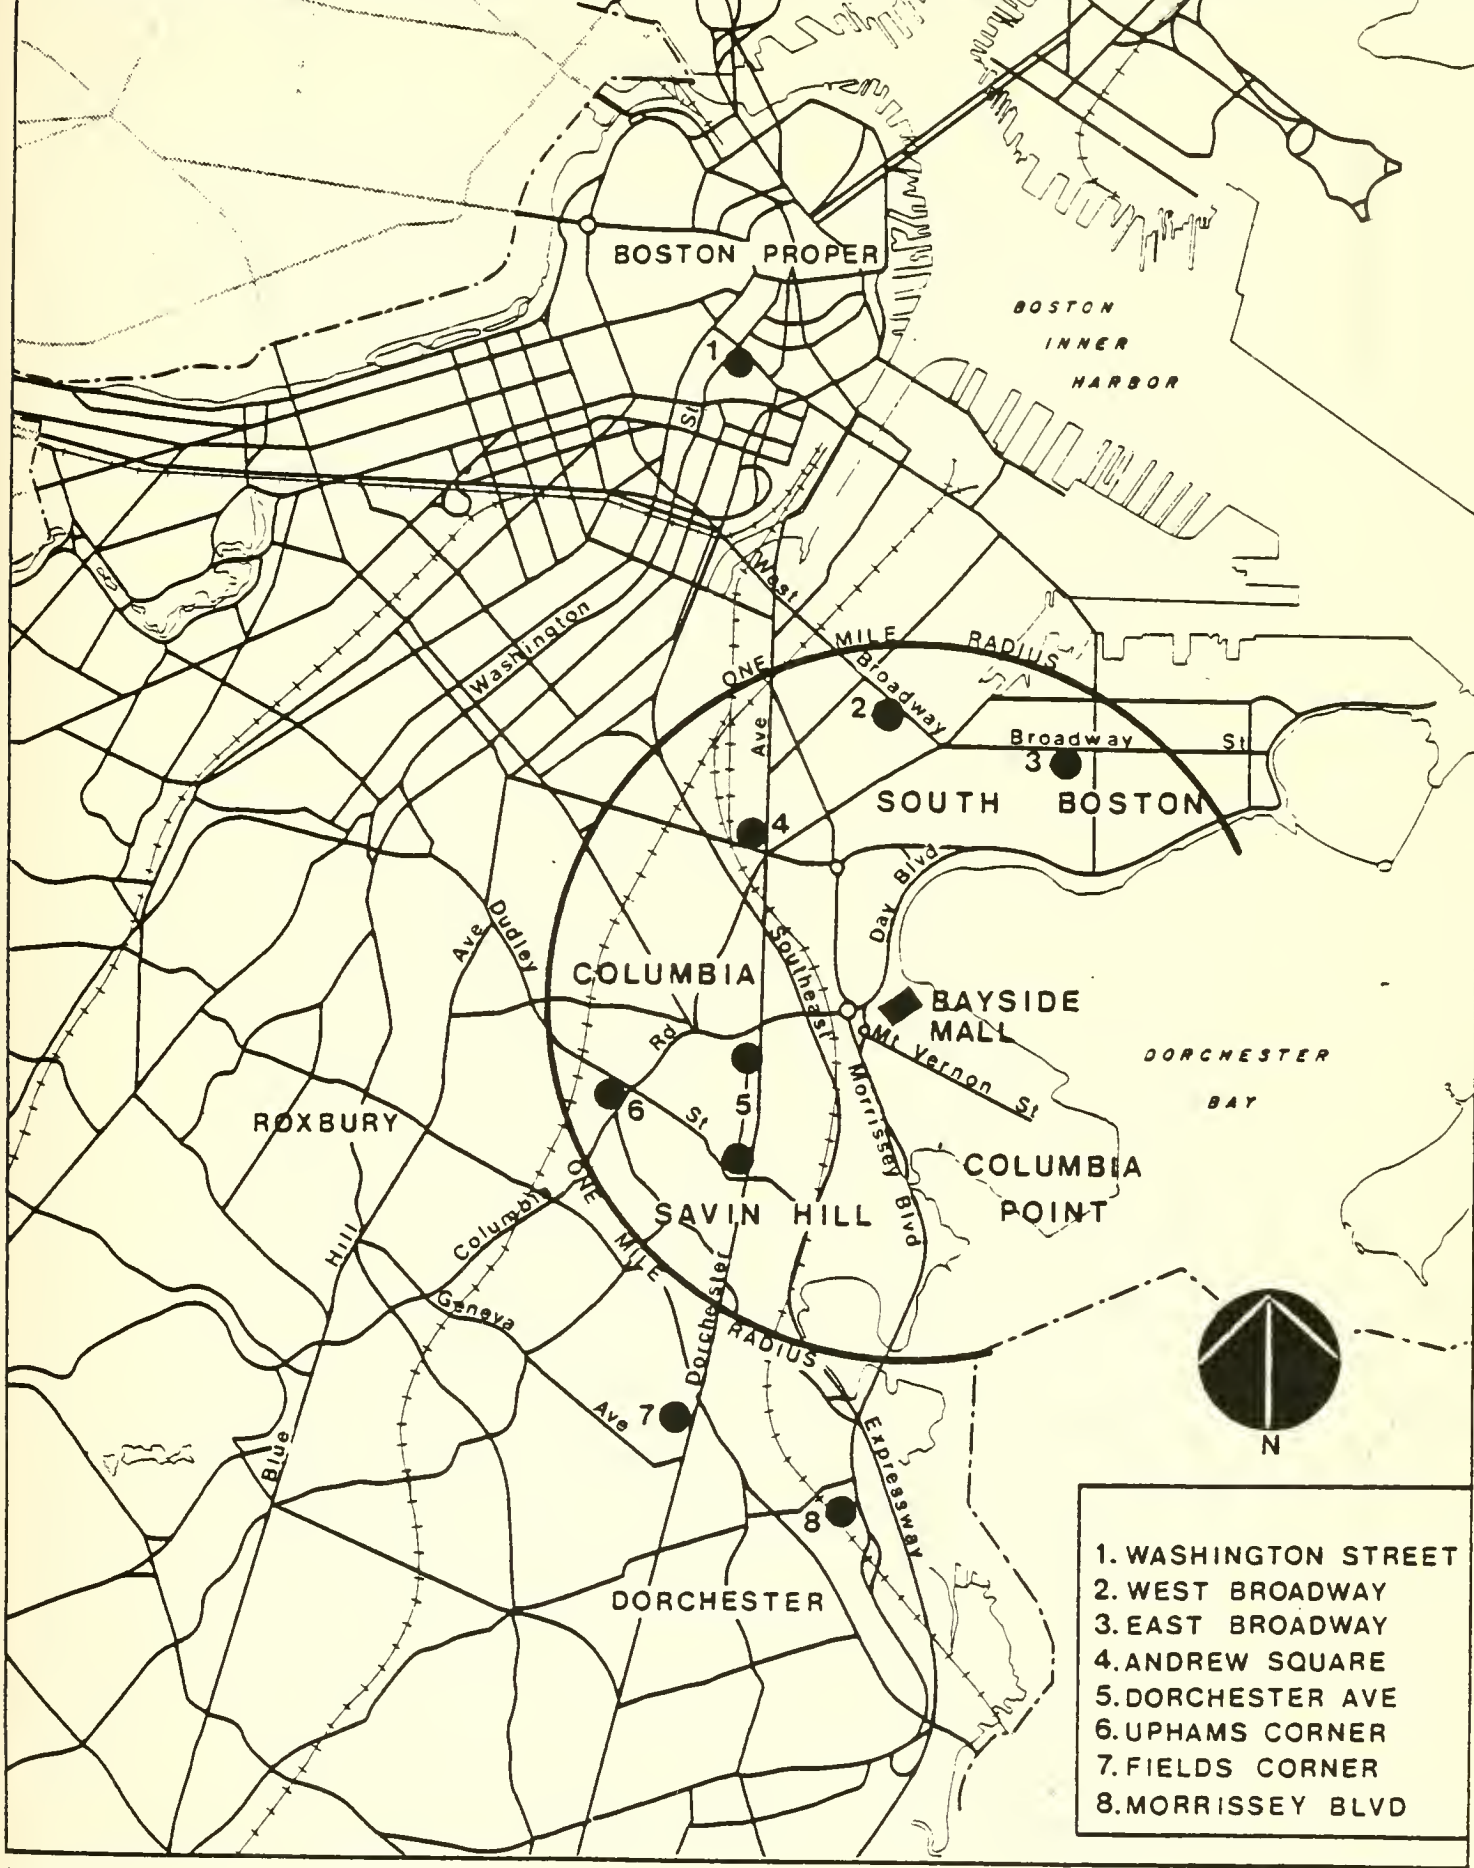 BOSTON PROPER
BOSTON
INNER
HARBOR
1
St
West
Washington
ONE MILE RADIUS
Broadway
2
Ave
Broadway St
3
SOUTH BOSTON
4
Day Blvd
Dudley
Ave
Southeast
COLUMBIA
BAYSIDE
MALL
Rd
Mt Vernon St
DORCHESTER
BAY
Morrissey Blvd
6
5
St
ROXBURY
COLUMBIA
POINT
ONE MILE RADIUS
SAVIN HILL
Columbia
Hill
Geneva
Dorchester
Ave
7
Blue
Expressway
N
8
DORCHESTER
1. WASHINGTON STREET
2. WEST BROADWAY
3. EAST BROADWAY
4. ANDREW SQUARE
5. DORCHESTER AVE
6. UPHAMS CORNER
7. FIELDS CORNER
8. MORRISSEY BLVD